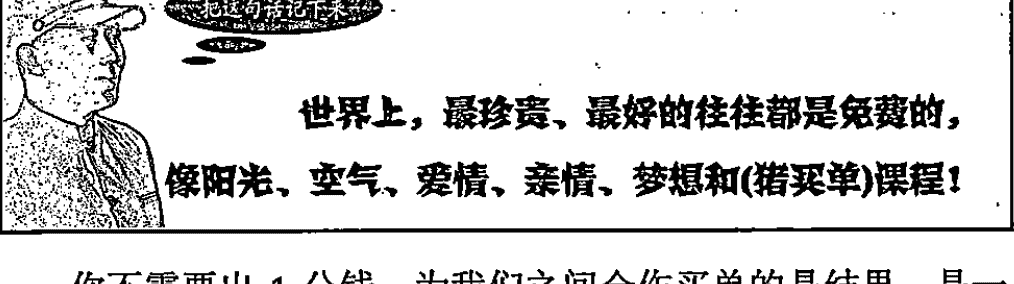 把这句话记下来
世界上，最珍贵、最好的往往都是免费的，
像阳光、空气、爱情、亲情、梦想和(猪买单)课程！
你不需要出 1 分钱，为我们之间合作买单的是结果，是一